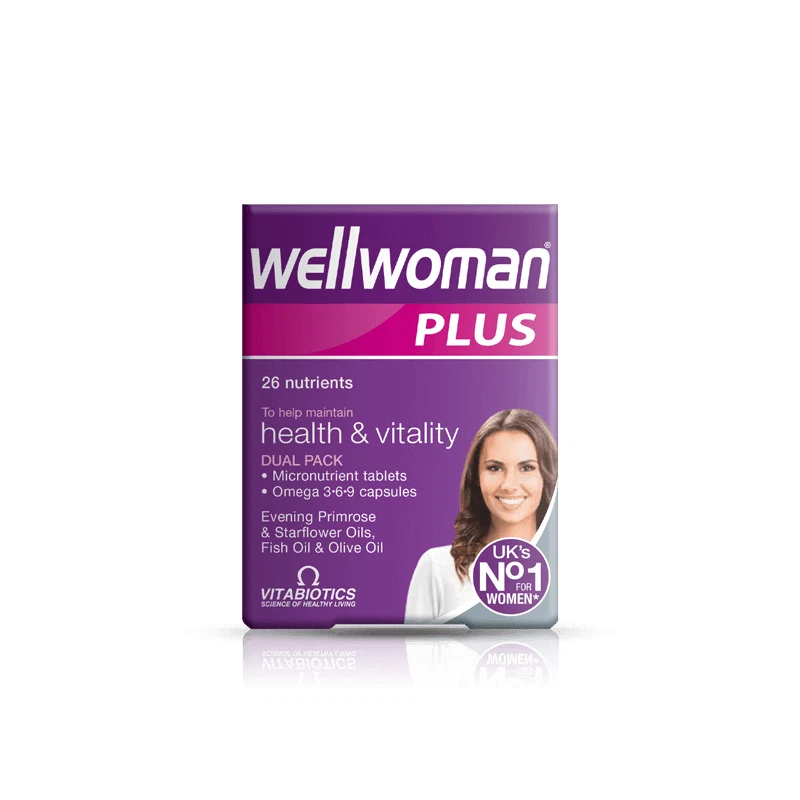 wellwoman®
PLUS
26 nutrients
To help maintain
health & vitality
DUAL PACK
• Micronutrient tablets
• Omega 3•6•9 capsules
Evening Primrose
& Starflower Oils,
Fish Oil & Olive Oil
VITABIOTICS
SCIENCE OF HEALTHY LIVING
UK's
Nº1
FOR
WOMEN*